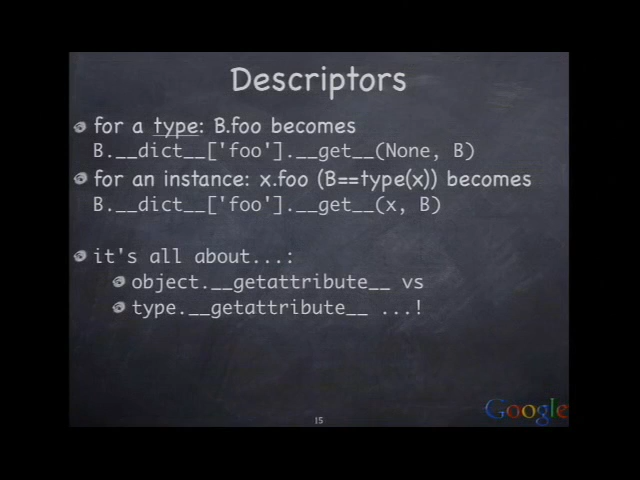 Descriptors
for a type: B.foo becomes
B.__dict__['foo'].__get__(None, B)
for an instance: x.foo (B==type(x)) becomes
B.__dict__['foo'].__get__(x, B)
it's all about...:
object.__getattribute__ vs
type.__getattribute__ ...!
15
Google